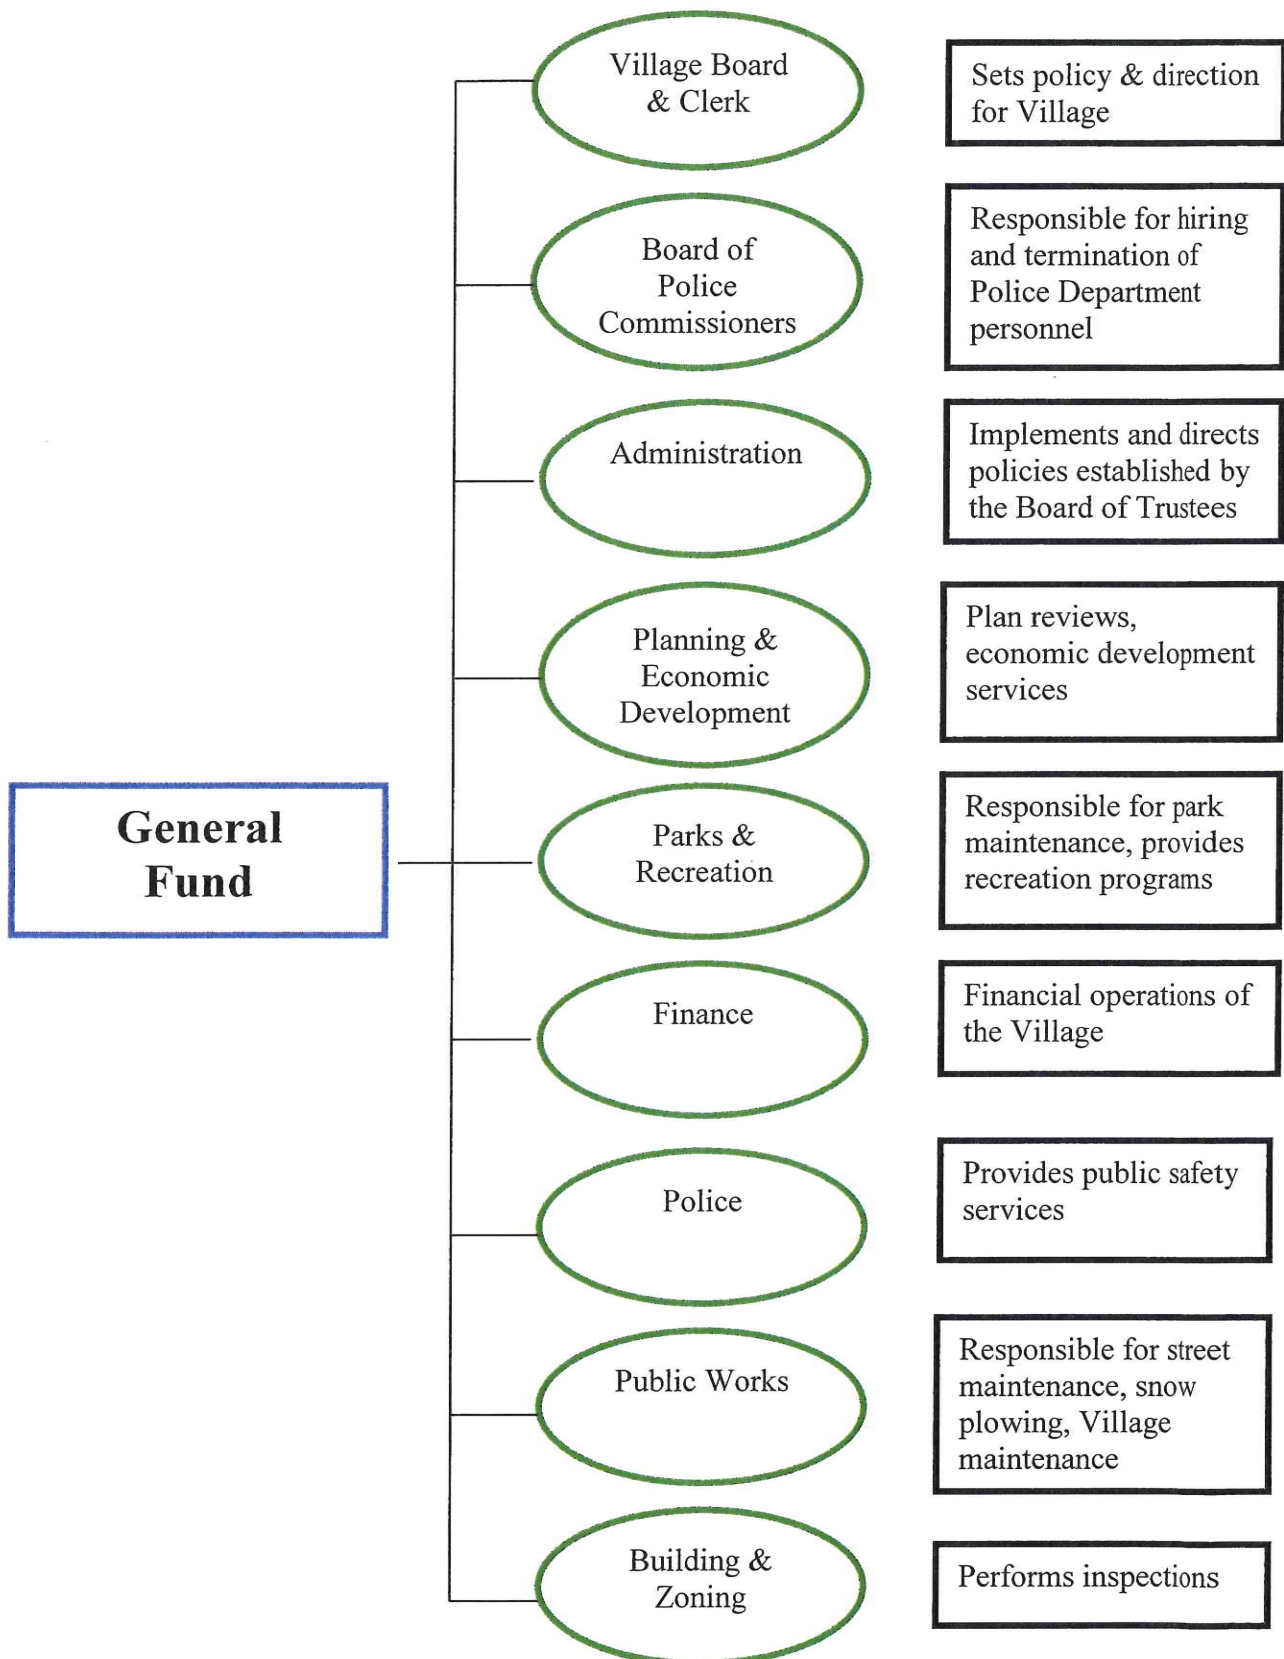 Village Board
& Clerk
Sets policy & direction
for Village
Board of
Police
Commissioners
Responsible for hiring
and termination of
Police Department
personnel
Administration
Implements and directs
policies established by
the Board of Trustees
Planning &
Economic
Development
Plan reviews,
economic development
services
General
Fund
Parks &
Recreation
Responsible for park
maintenance, provides
recreation programs
Finance
Financial operations of
the Village
Police
Provides public safety
services
Public Works
Responsible for street
maintenance, snow
plowing, Village
maintenance
Building &
Zoning
Performs inspections